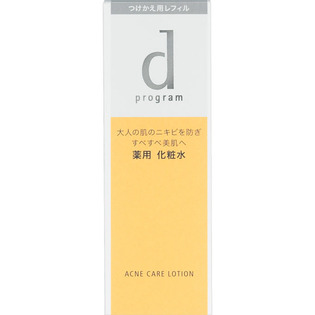 つけかえ用レフィル
d
program
大人の肌のニキビを防ぎ
すべすべ美肌へ
薬用 化粧水
ACNE CARE LOTION